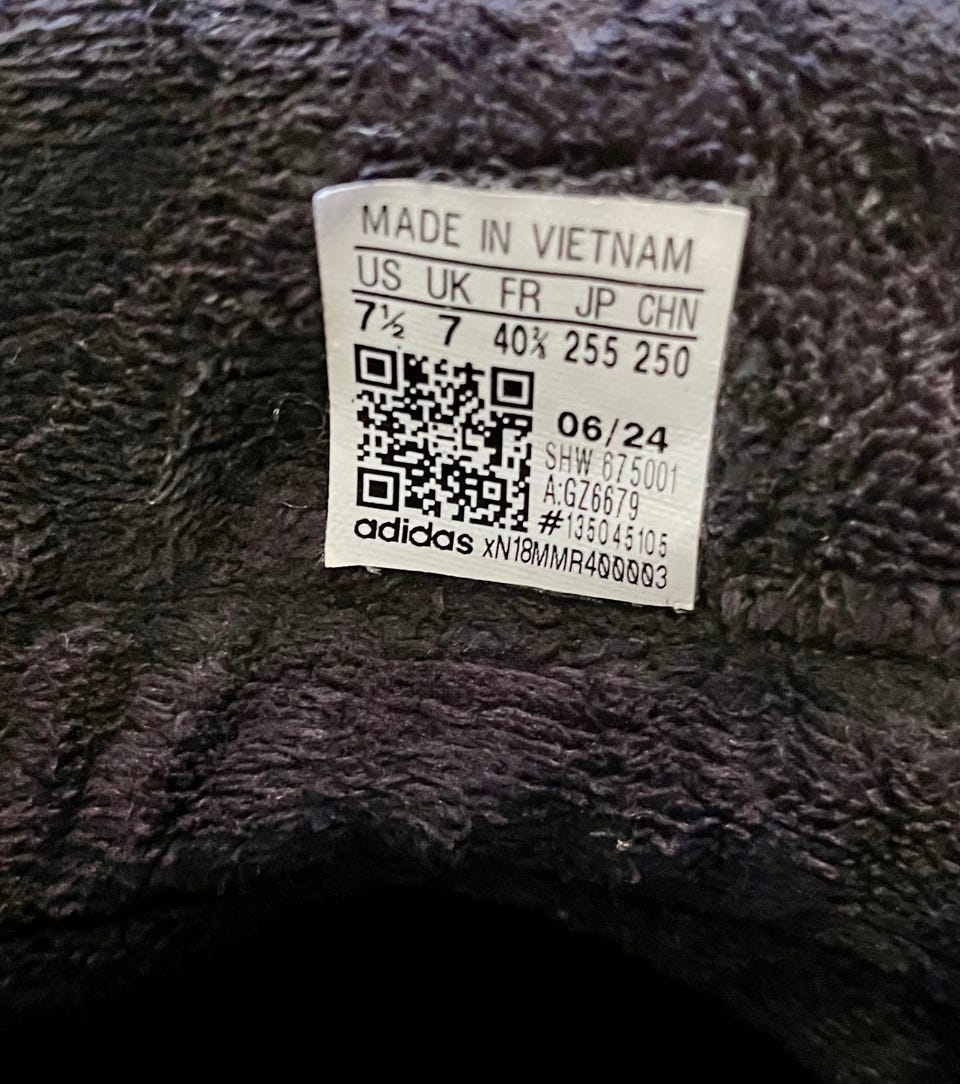 MADE IN VIETNAM
US UK FR JP CHN
7½ 7 40⅔ 255 250
06/24
SHW 675001
A:GZ6679
#135045105
adidas xN18MMR400003